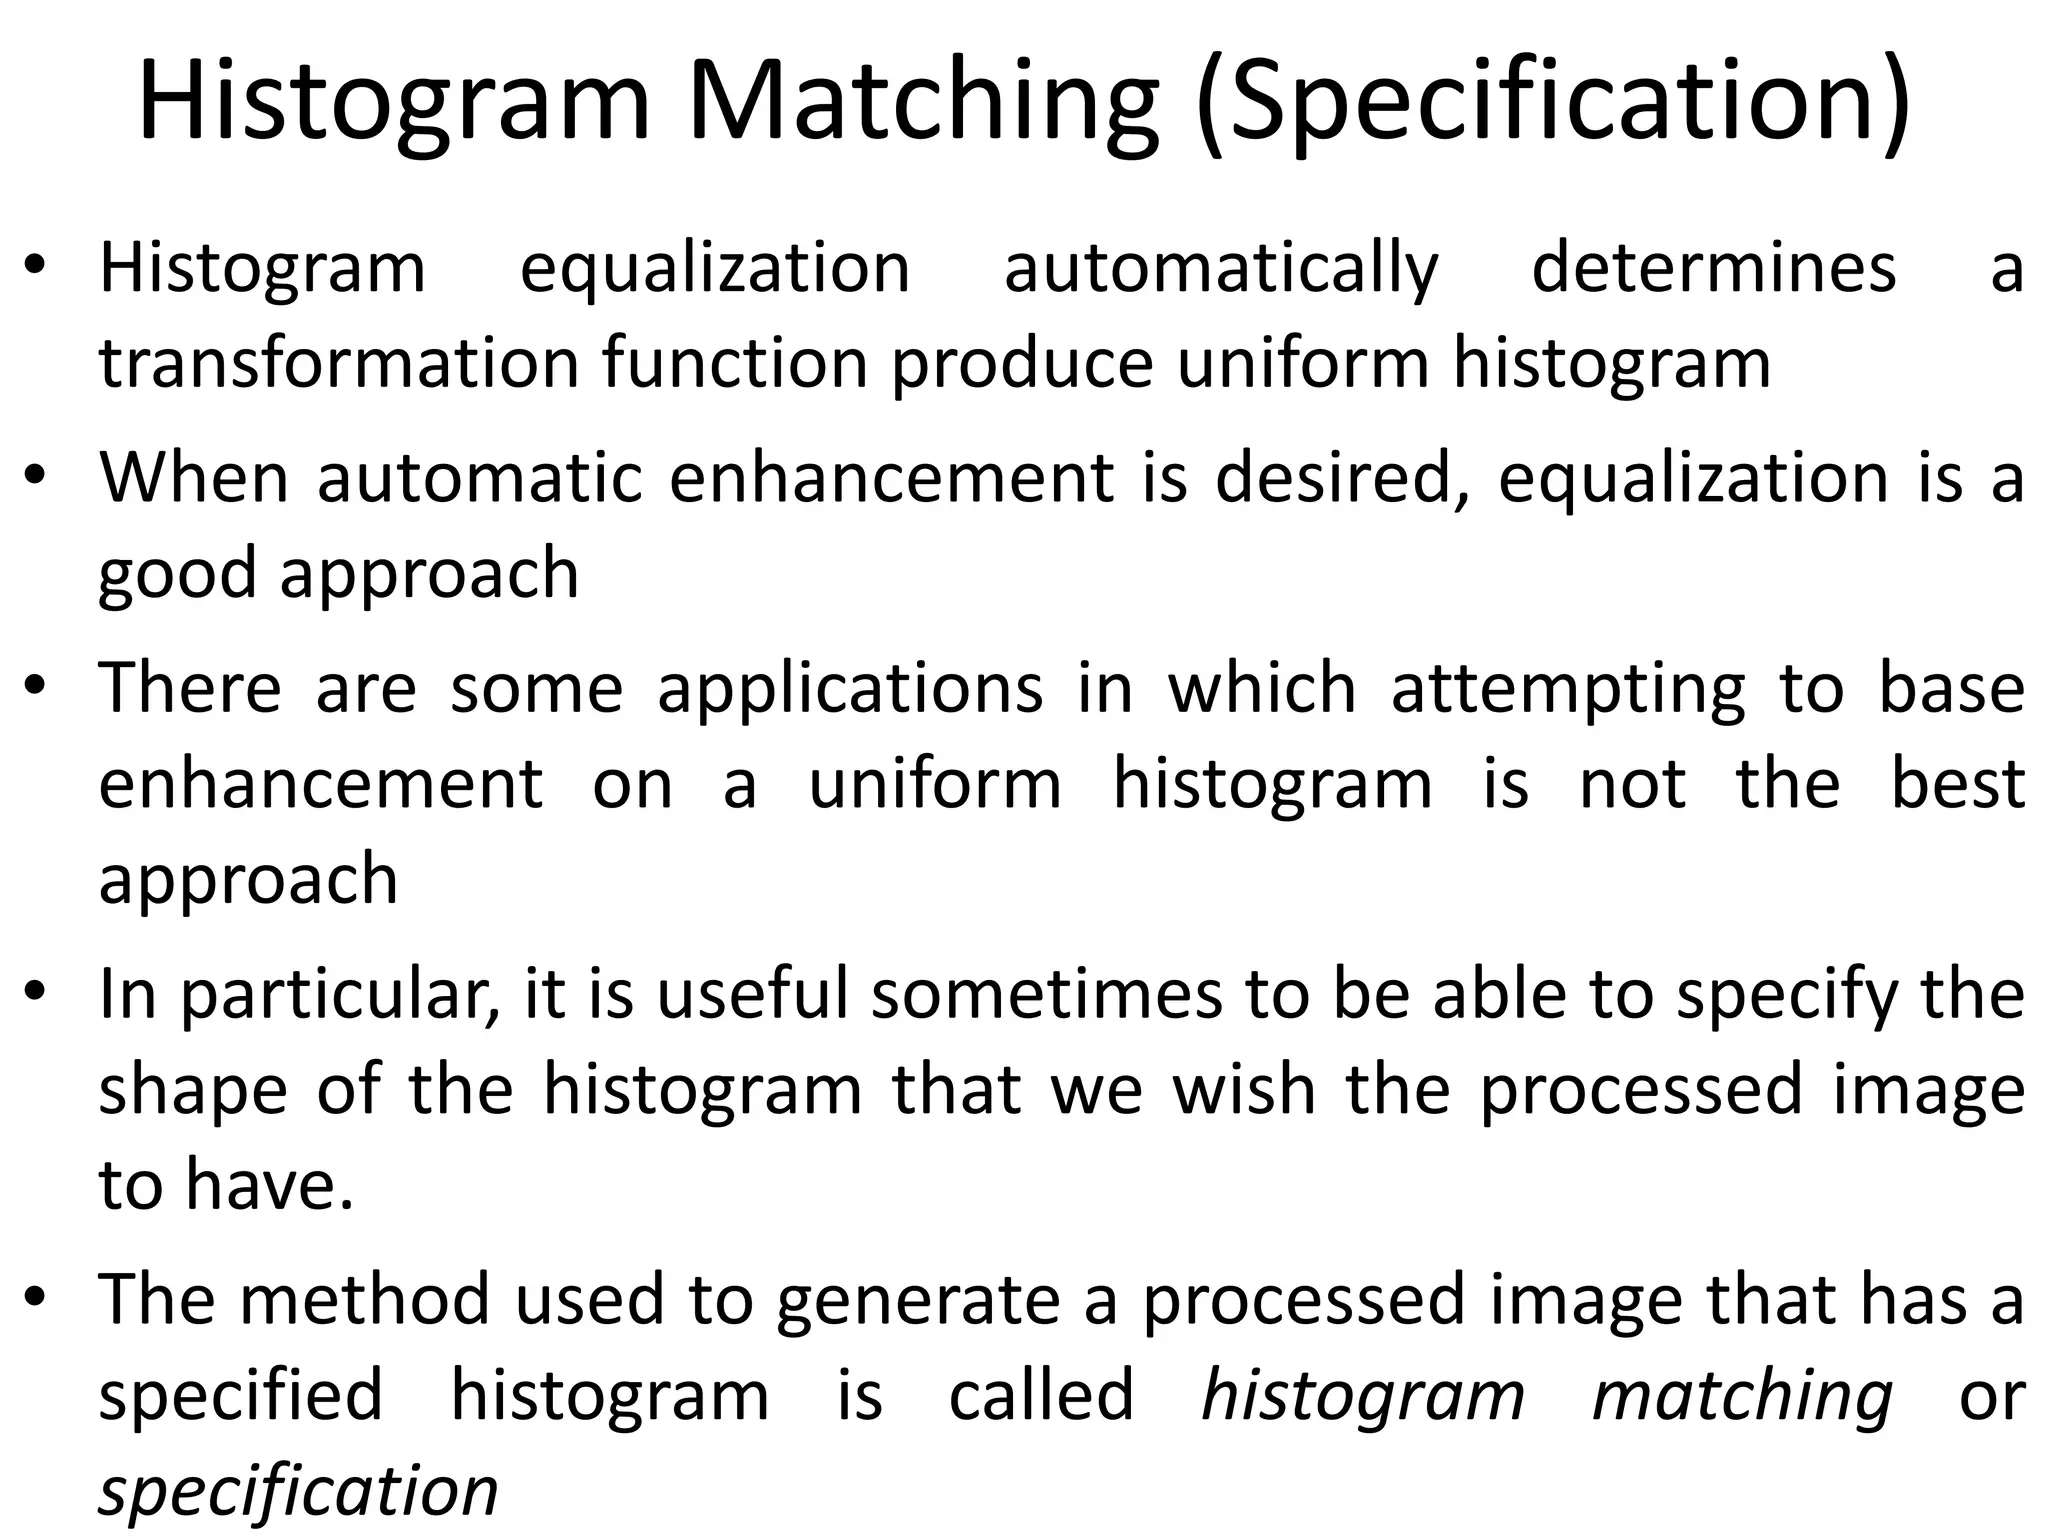 Histogram Matching (Specification)
• Histogram equalization automatically determines a
transformation function produce uniform histogram
• When automatic enhancement is desired, equalization is a
good approach
• There are some applications in which attempting to base
enhancement on a uniform histogram is not the best
approach
• In particular, it is useful sometimes to be able to specify the
shape of the histogram that we wish the processed image
to have.
• The method used to generate a processed image that has a
specified histogram is called histogram matching or
specification